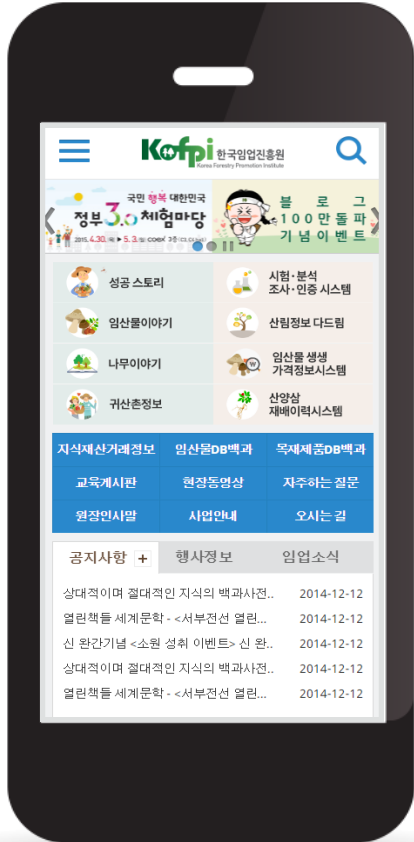 Kofpi 한국임업진흥원
Korea Forestry Promotion Institute
국민 행복 대한민국
정부3.0 체험마당
2015. 4.30.목 ▶ 5.3.일 coex
블로그
100만돌파
기념이벤트
성공 스토리
시험·분석
조사·인증 시스템
임산물이야기
산림정보 다드림
나무이야기
임산물 생생
가격정보시스템
귀산촌정보
산양삼
재배이력시스템
지식재산거래정보 임산물DB백과 목재제품DB백과
교육게시판 현장동영상 자주하는 질문
원장인사말 사업안내 오시는 길
공지사항 + 행사정보 임업소식
상대적이며 절대적인 지식의 백과사전.. 2014-12-12
열린책들 세계문학 - <서부전선 열린... 2014-12-12
신 완간기념 <소원 성취 이벤트> 신 완.. 2014-12-12
상대적이며 절대적인 지식의 백과사전.. 2014-12-12
열린책들 세계문학 - <서부전선 열린... 2014-12-12